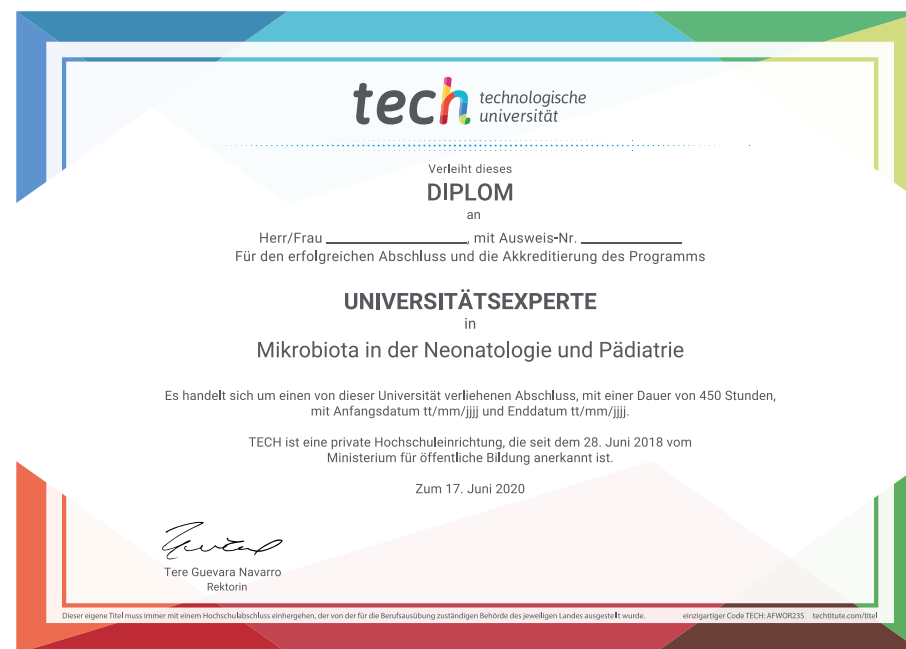 tech technologische
universität
Verleiht dieses
DIPLOM
an
Herr/Frau ____________, mit Ausweis-Nr. ____________
Für den erfolgreichen Abschluss und die Akkreditierung des Programms
UNIVERSITÄTSEXPERTE
in
Mikrobiota in der Neonatologie und Pädiatrie
Es handelt sich um einen von dieser Universität verliehenen Abschluss, mit einer Dauer von 450 Stunden,
mit Anfangsdatum tt/mm/jjjj und Enddatum tt/mm/jjjj.
TECH ist eine private Hochschuleinrichtung, die seit dem 28. Juni 2018 vom
Ministerium für öffentliche Bildung anerkannt ist.
Zum 17. Juni 2020
Tere Guevara Navarro
Rektorin
Dieser eigene Titel muss immer mit einem Hochschulabschluss einhergehen, der von der für die Berufsausübung zuständigen Behörde des jeweiligen Landes ausgestellt wurde. einzigartiger Code TECH: AFWOR23S techtitute.com/titel